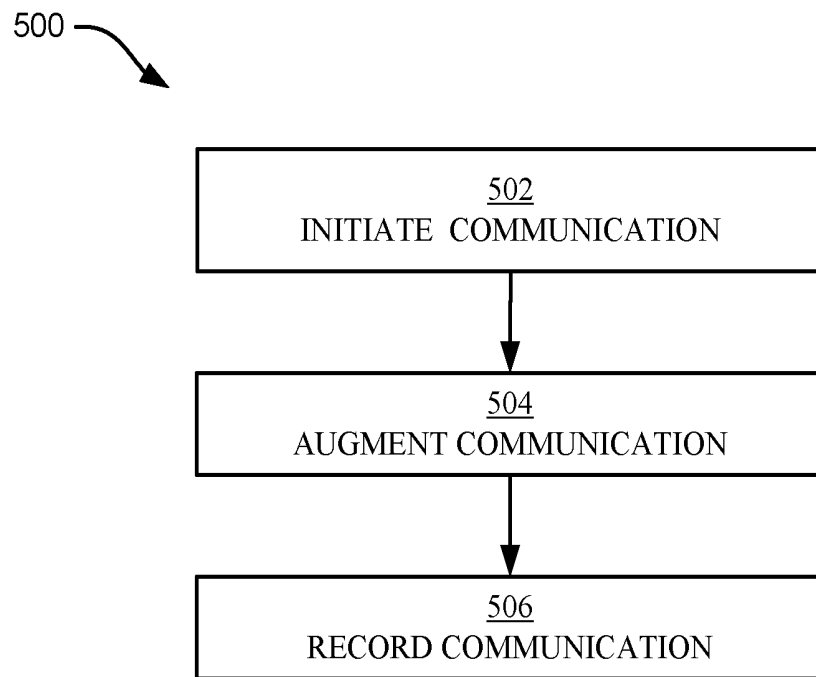 500
502
INITIATE COMMUNICATION
504
AUGMENT COMMUNICATION
506
RECORD COMMUNICATION